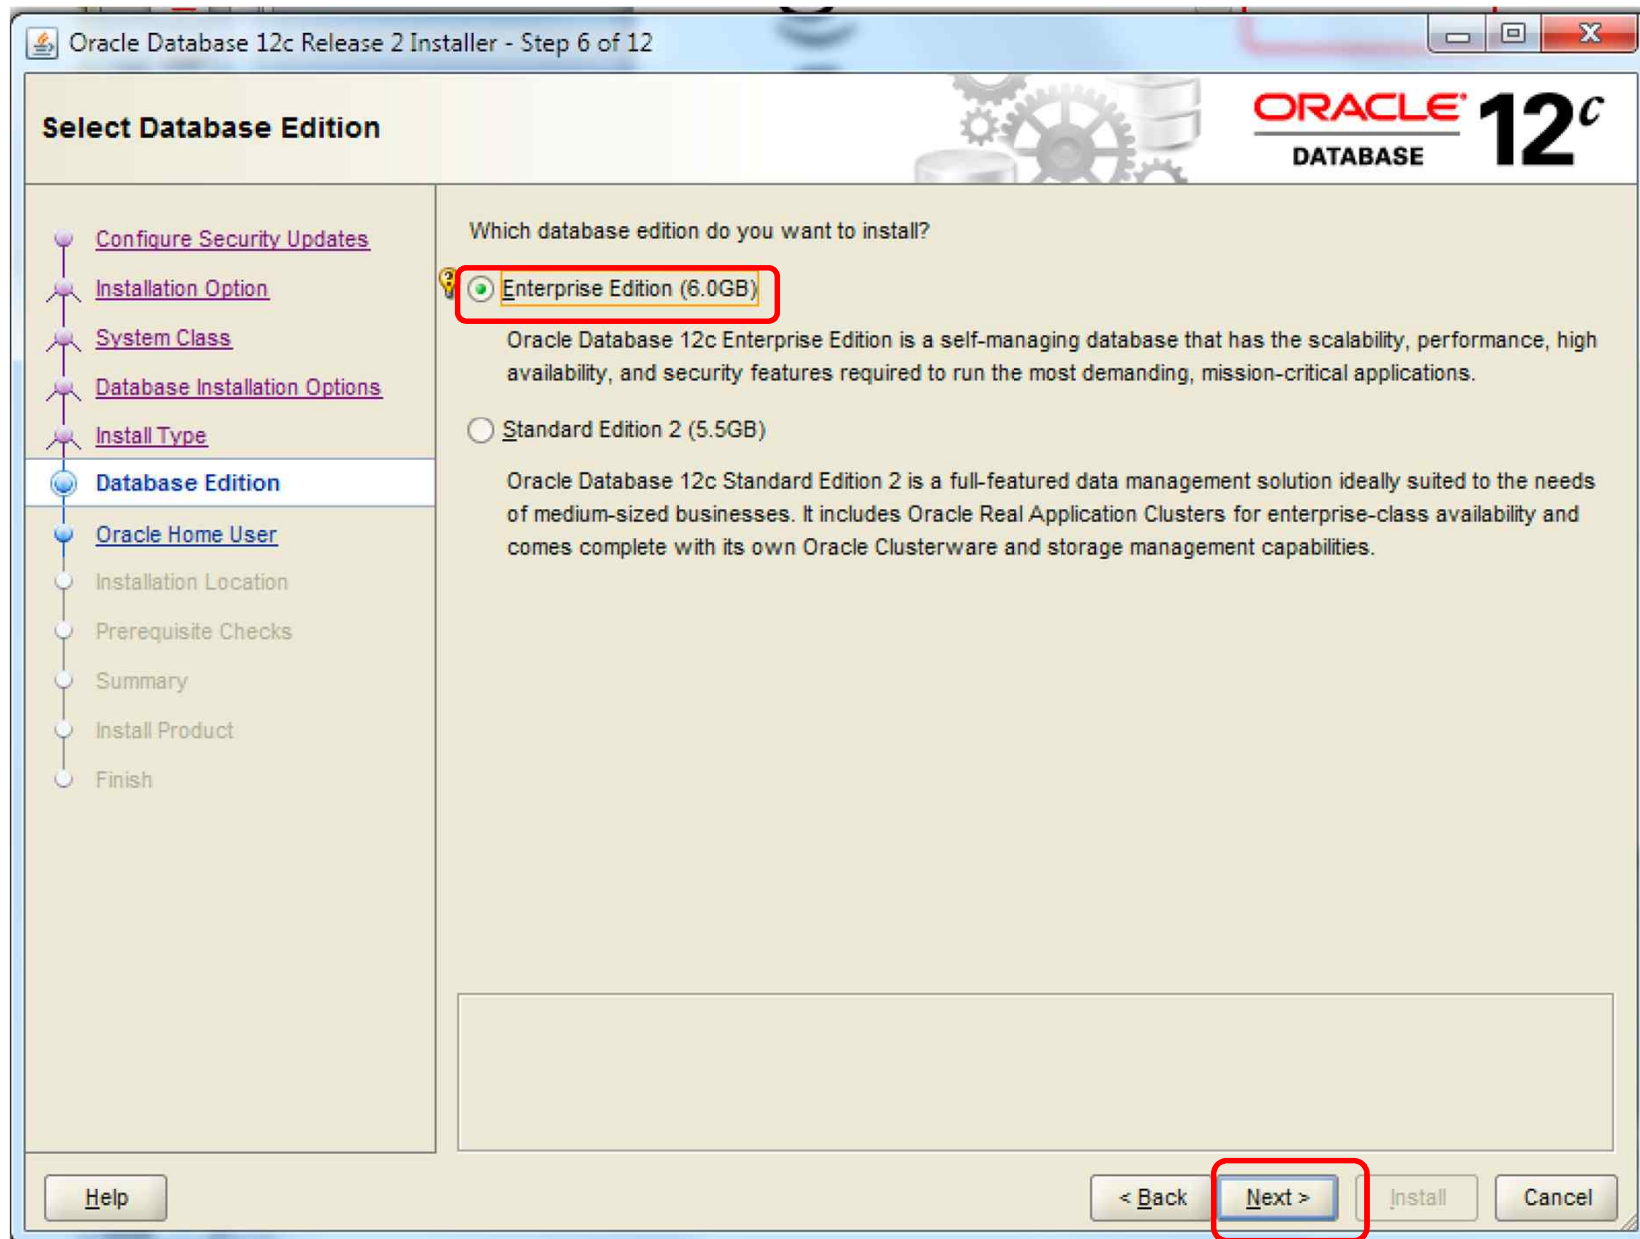 Oracle Database 12c Release 2 Installer - Step 6 of 12
Select Database Edition
ORACLE 12c
DATABASE
Configure Security Updates
Installation Option
System Class
Database Installation Options
Install Type
Database Edition
Oracle Home User
Installation Location
Prerequisite Checks
Summary
Install Product
Finish
Which database edition do you want to install?
Enterprise Edition (6.0GB)
Oracle Database 12c Enterprise Edition is a self-managing database that has the scalability, performance, high
availability, and security features required to run the most demanding, mission-critical applications.
Standard Edition 2 (5.5GB)
Oracle Database 12c Standard Edition 2 is a full-featured data management solution ideally suited to the needs
of medium-sized businesses. It includes Oracle Real Application Clusters for enterprise-class availability and
comes complete with its own Oracle Clusterware and storage management capabilities.
Help
< Back
Next >
Install
Cancel